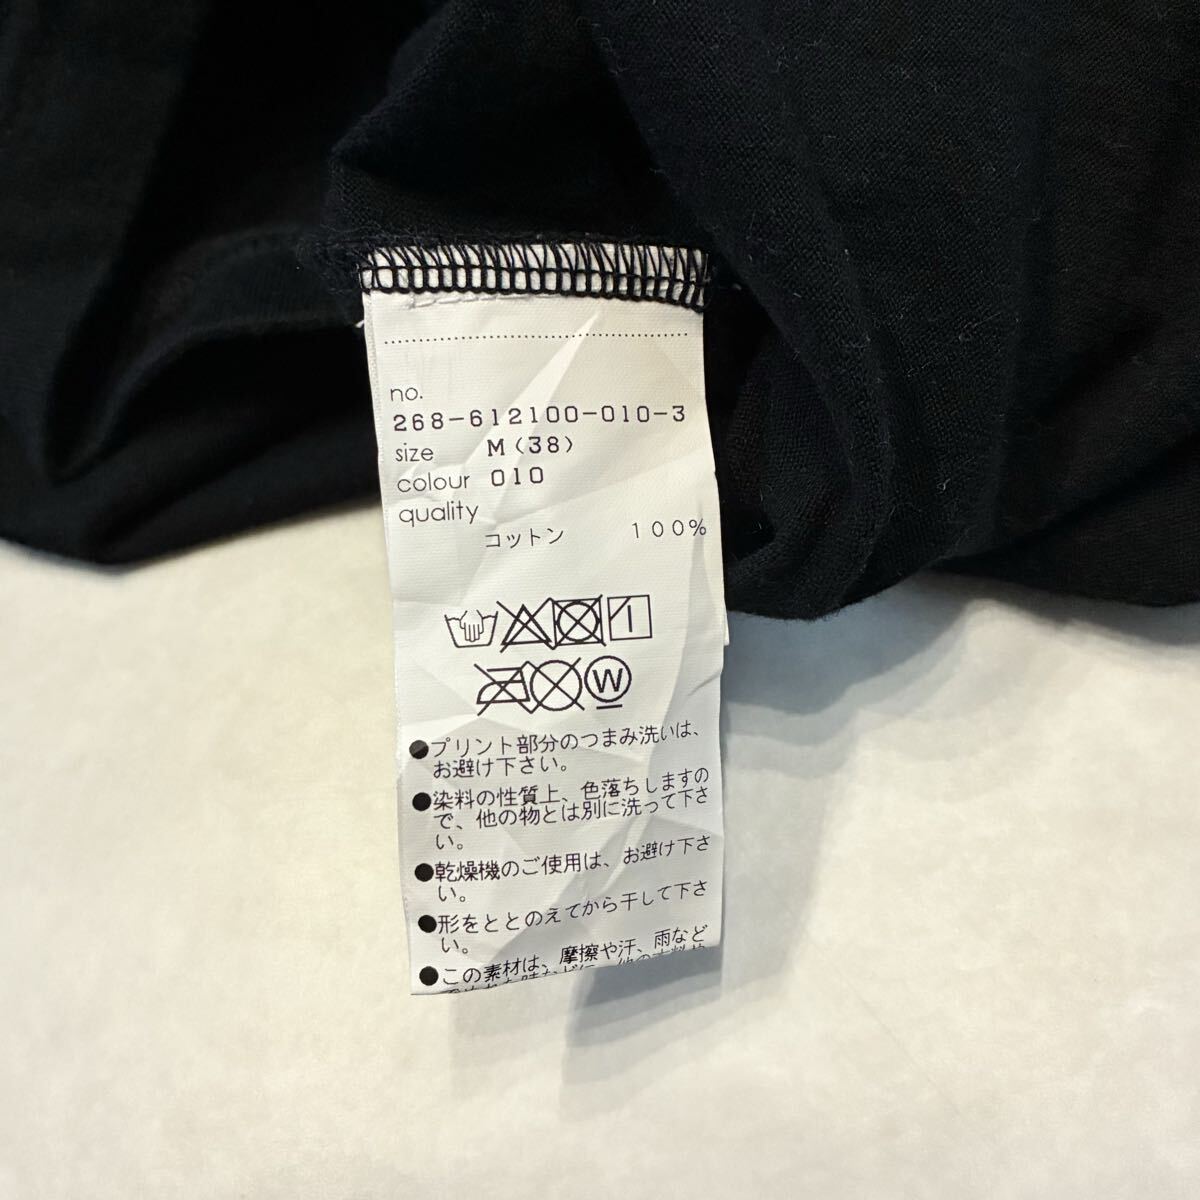 no.
268-612100-010-3
size M(38)
colour 010
quality
コットン 100%
W
●プリント部分のつまみ洗いは、
お避け下さい。
●染料の性質上、色落ちしますの
で、他の物とは別に洗って下さ
い。
●乾燥機のご使用は、お避け下さ
い。
●形をととのえてから干して下さ
い。
●この素材は、摩擦や汗、雨など